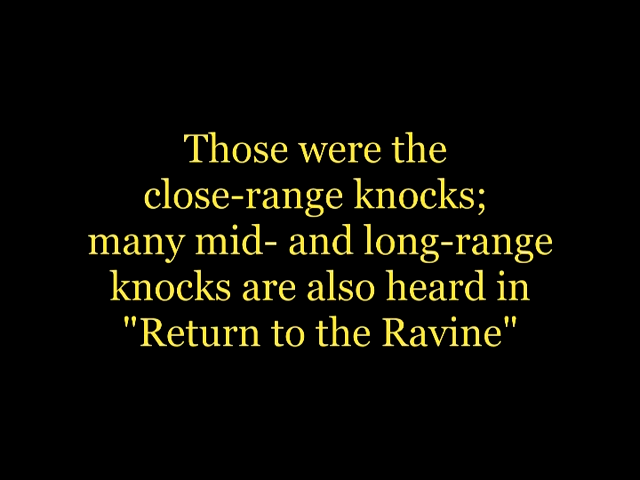 Those were the
close-range knocks;
many mid- and long-range
knocks are also heard in
"Return to the Ravine"